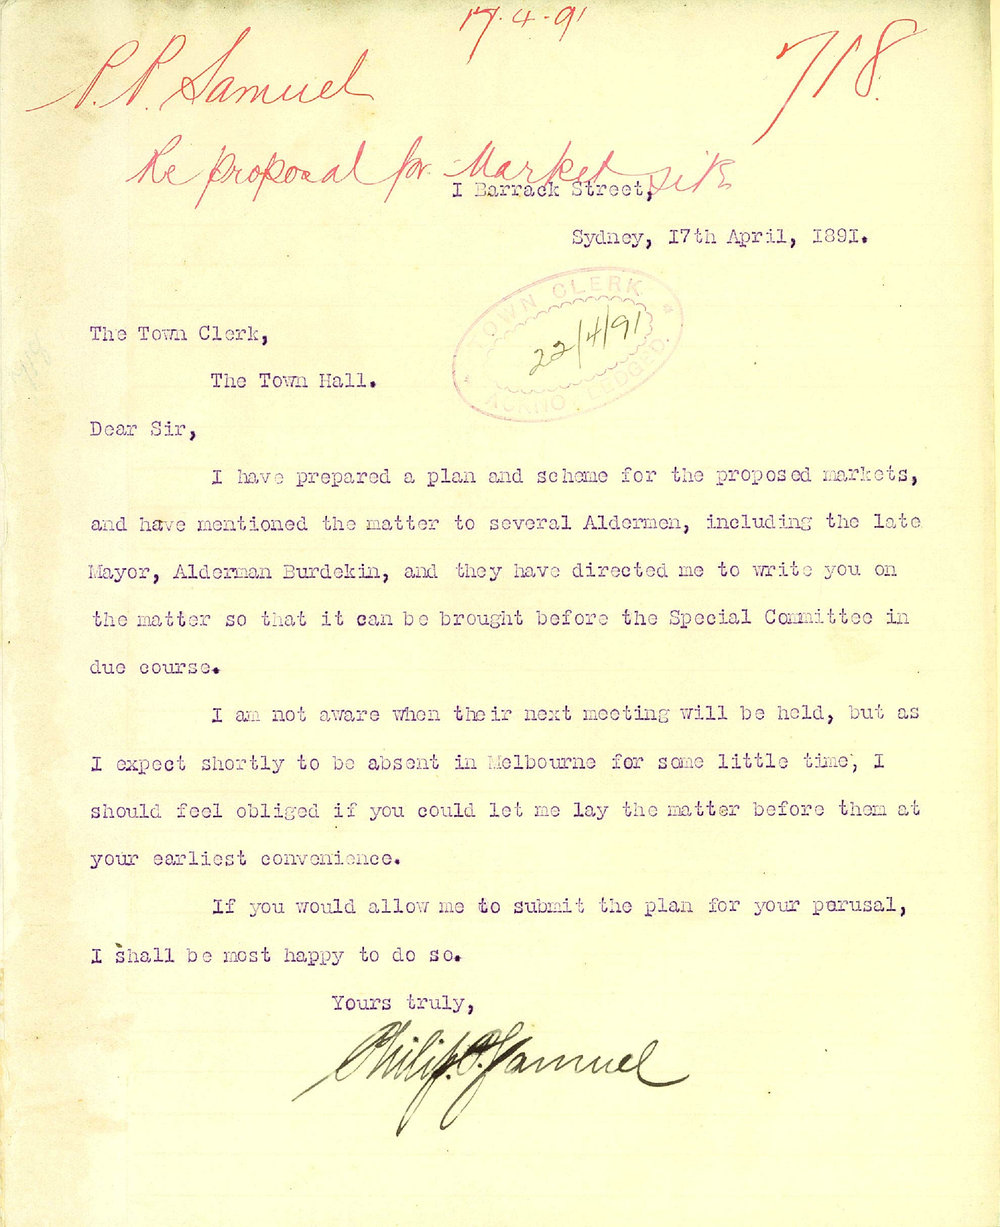 17.4.91
P.P. Samuel
718.
Re proposal for Market site
I Barrack Street,
Sydney, I7th April, I89I.
TOWN CLERK
22/4/91
ACKNOWLEDGED.
The Town Clerk,
The Town Hall.
Dear Sir,
I have prepared a plan and scheme for the proposed markets,
and have mentioned the matter to several Aldermen, including the late
Mayor, Alderman Burdekin, and they have directed me to write you on
the matter so that it can be brought before the Special Committee in
due course.
I am not aware when their next meeting will be held, but as
I expect shortly to be absent in Melbourne for some little time, I
should feel obliged if you could let me lay the matter before them at
your earliest convenience.
If you would allow me to submit the plan for your perusal,
I shall be most happy to do so.
Yours truly,
Philip. P. Samuel